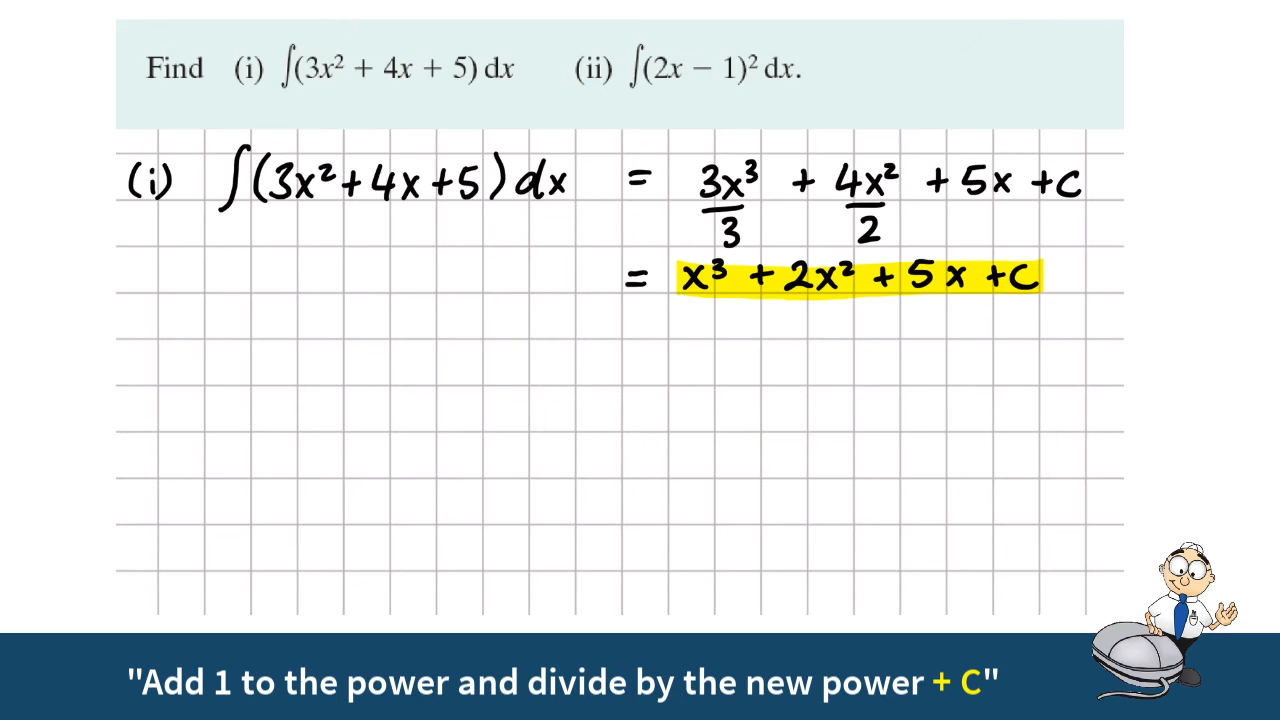 Find (i) ∫(3x² + 4x + 5) dx (ii) ∫(2x − 1)² dx.
(i) ∫(3x²+4x+5) dx = 3x³/3 + 4x²/2 + 5x + c
= x³ + 2x² + 5x + c
"Add 1 to the power and divide by the new power + C"